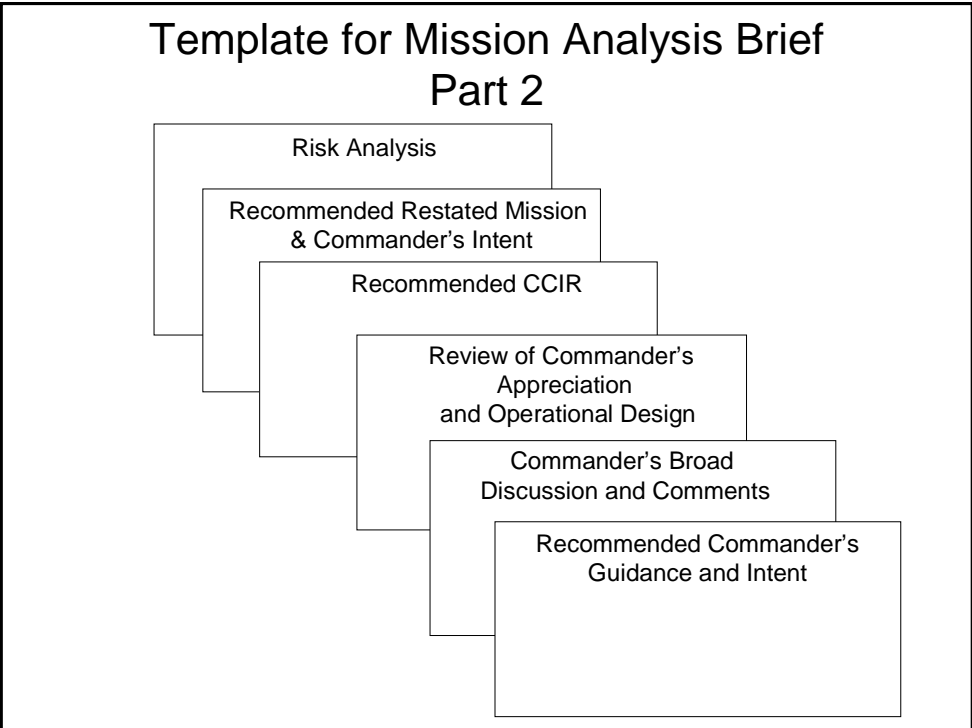 Template for Mission Analysis Brief
Part 2
Risk Analysis
Recommended Restated Mission
& Commander’s Intent
Recommended CCIR
Review of Commander’s
Appreciation
and Operational Design
Commander’s Broad
Discussion and Comments
Recommended Commander’s
Guidance and Intent